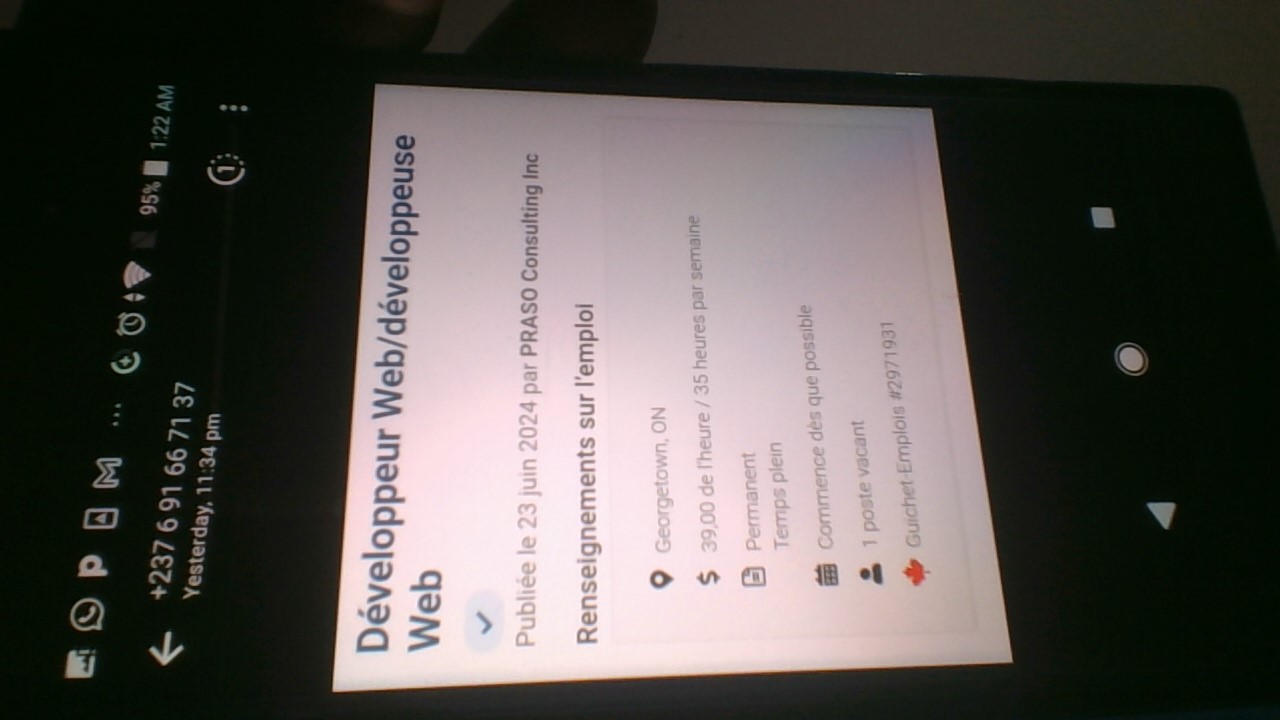 95% 1:22 AM
+237 6 91 66 71 37
Yesterday, 11:34 pm
1
Développeur Web/développeuse
Web
Publiée le 23 juin 2024 par PRASO Consulting Inc
Renseignements sur l'emploi
Georgetown, ON
$ 39,00 de l'heure / 35 heures par semaine
Permanent
Temps plein
Commence dès que possible
1 poste vacant
Guichet-Emplois #2971931